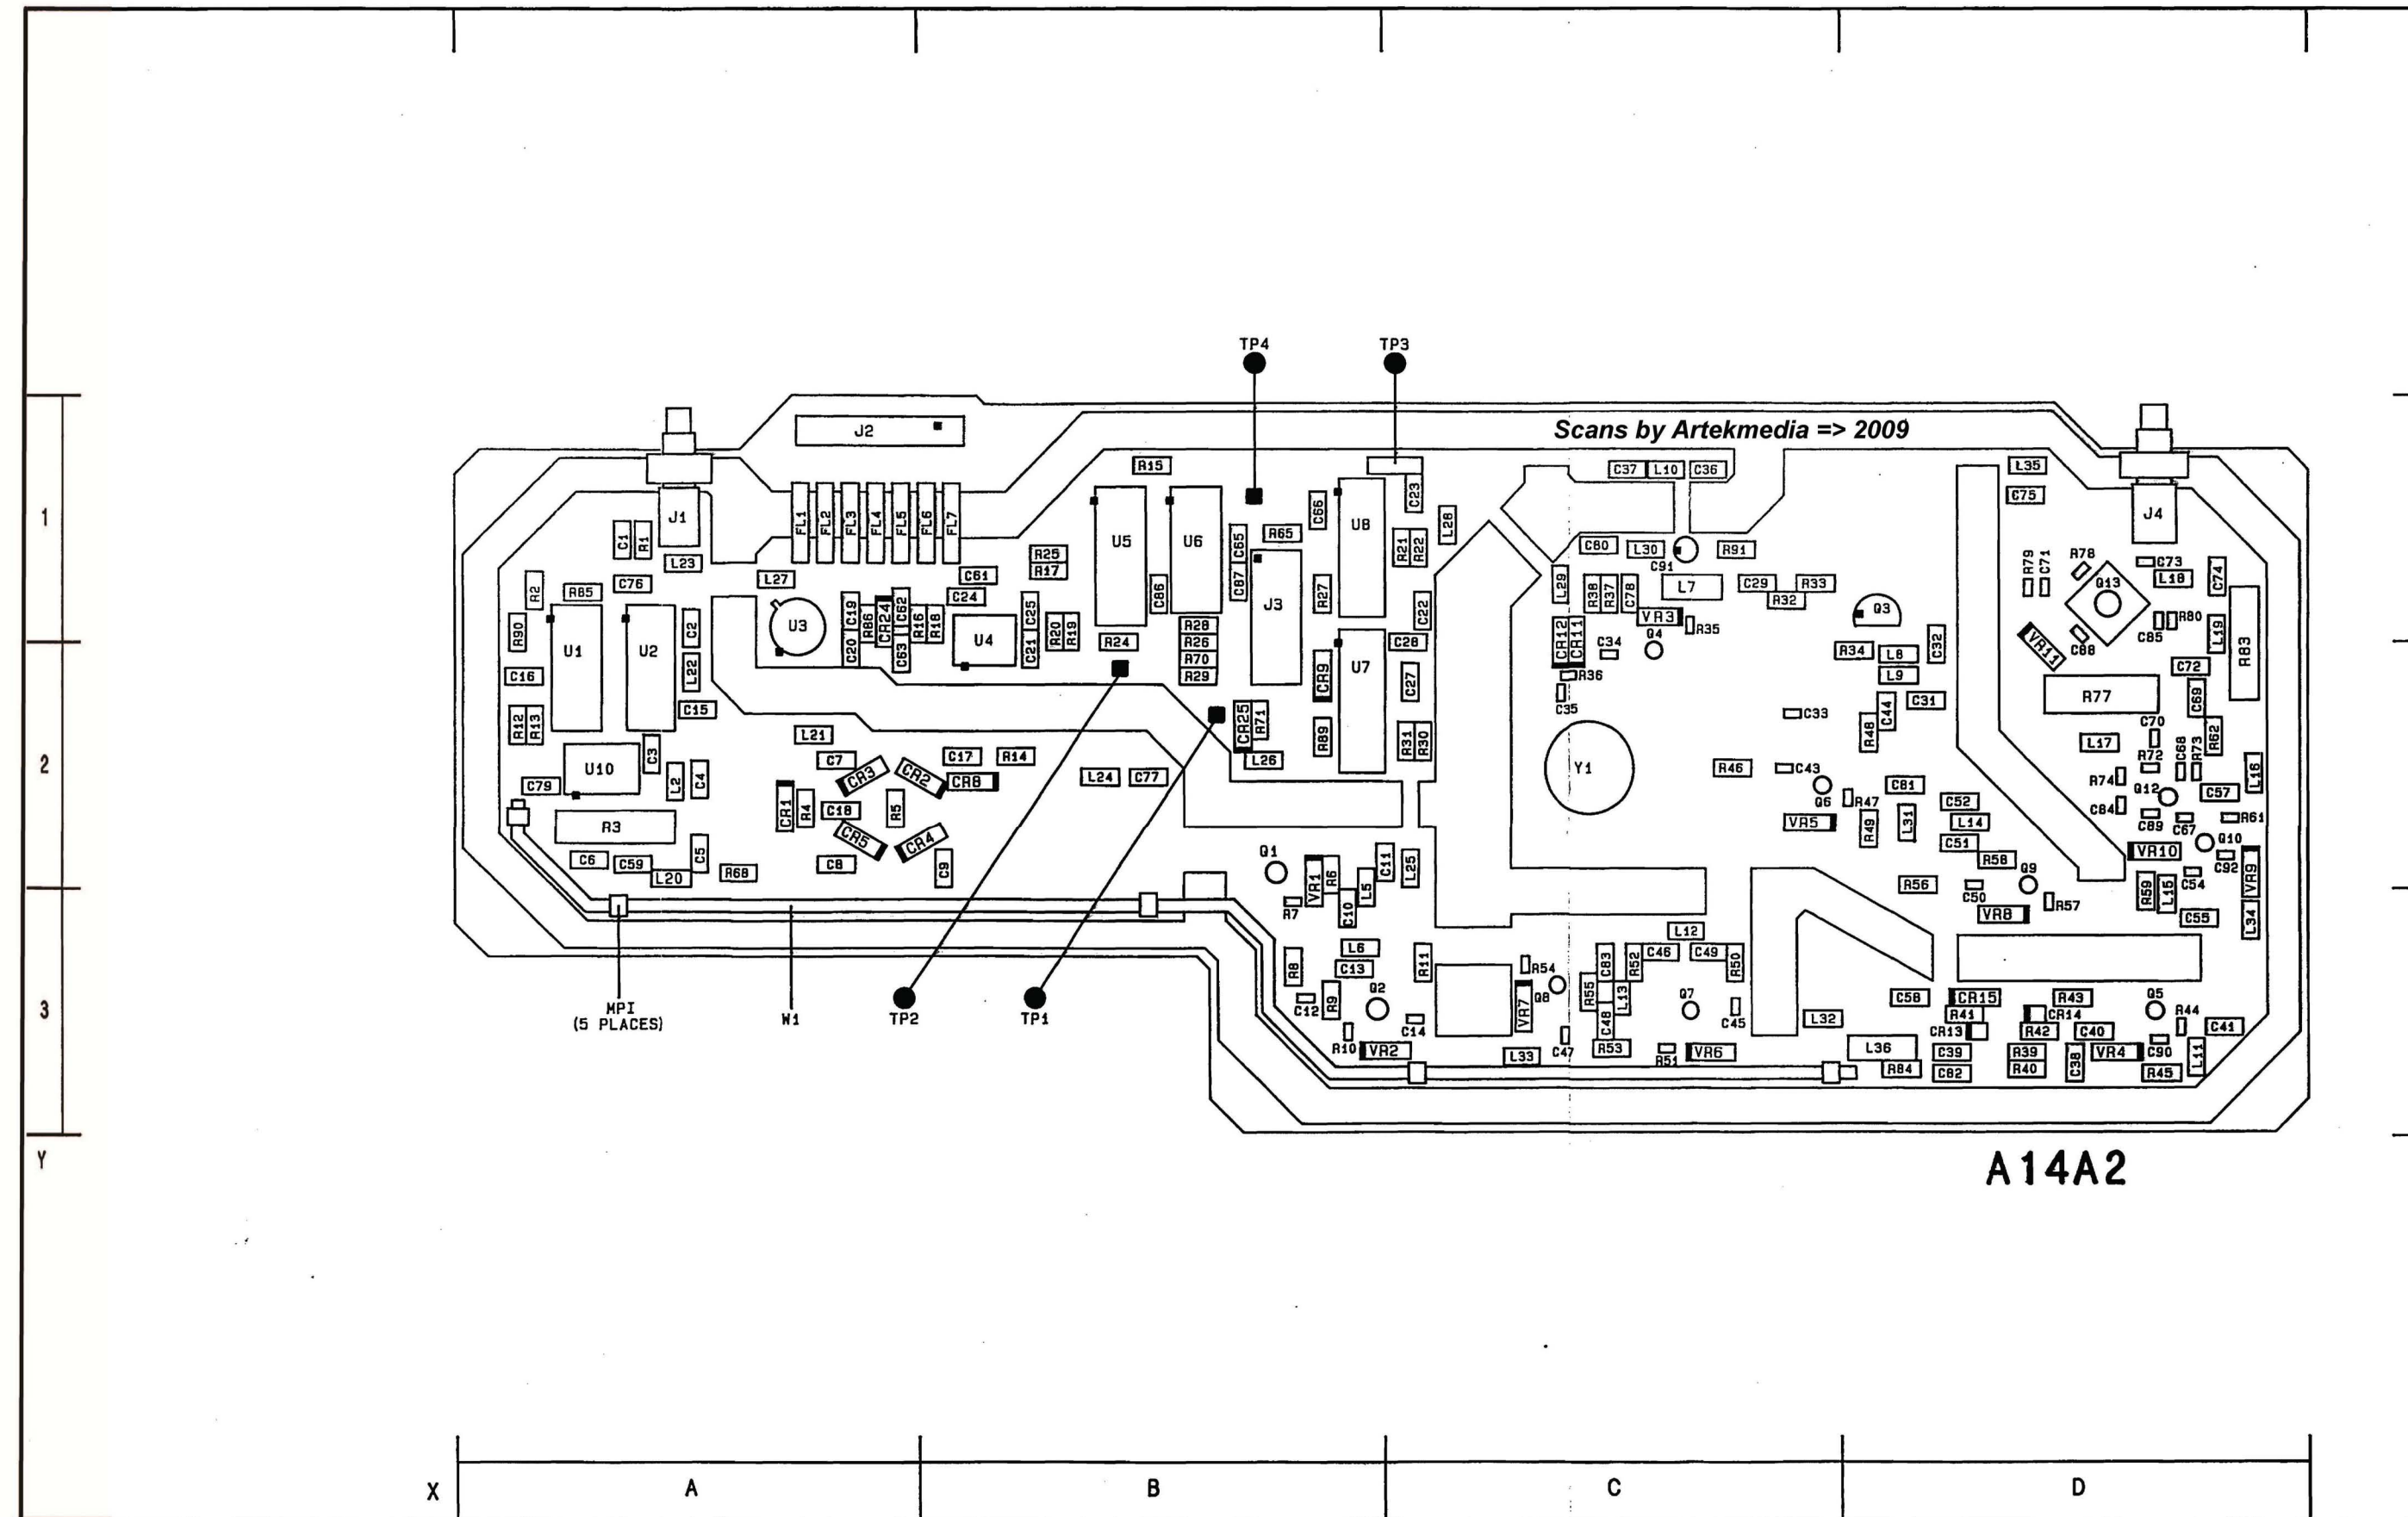 TP4 TP3
Scans by Artekmedia => 2009
J2
R15 C37 L10 C36 L35
C75
1
J1 FL1 FL2 FL3 FL4 FL5 FL6 FL7 C66 C23 J4
C1 R1 U5 U6 C65 R65 U8 L28
R25 R21 R22 C80 L30 R91
L23 R17 C91 R79 C71 R78 C73
L27 C61 C87 L29 Q13 L18 C74
R2 R85 C76 C24 C86 R27 R38 R37 C78 L7 C29 R33
C19 R86 CR24 C62 C25 J3 C22 R32 Q3
R90 C2 U3 R16 R18 R20 R19 R28 VR3 R35 C85 R80 L19
C20 C63 U4 C21 R24 R26 C28 CR12 CR11 C34 Q4 R34 L8 C32 VR11 C88 R83
U1 U2 R70 U7
C16 L22 R29 CR9 C27 R36 L9 C72
C15 C35 C44 C31 R77 C69
R12 R13 CR25 R71 C33 C70
L21 R89 R31 R30 R48 L17 R62
2
C3 C7 CR3 CR2 C17 R14 L26 R72 C68 R73
U10 L2 C4 CR8 L24 C77 Y1 R46 C43 R74 L16
C79 Q6 R47 C81 Q12 C57
CR1 R4 C18 R5 C52 C84
R3 CR5 CR4 VR5 R49 L31 L14 C89 C67 R61
C6 C59 C5 C8 C9 Q1 C11 L25 C51 VR10 Q10
L20 R68 R58 Q9 C92
VR1 R6 L5 R56 C50 C54 VR9
R7 C10 VR8 R57 R59 L15 C55 L34
L12
R8 L6 R11 C83 R52 C46 C49 R50
C13 R54
3
Q2 VR7 Q8 R55 L13 Q7 C58 CR15 R43 Q5
MPI
(5 PLACES)
W1 TP2 TP1
C12 R9 C14 C48 C45 L32 R41 CR14 R44
R10 VR2 L33 C47 R53 R51 VR6 L36 CR13 R42 C40 C41
C39 R39 C38 VR4 C90 L11
R84 C82 R40 R45
Y
A14A2
X A B C D